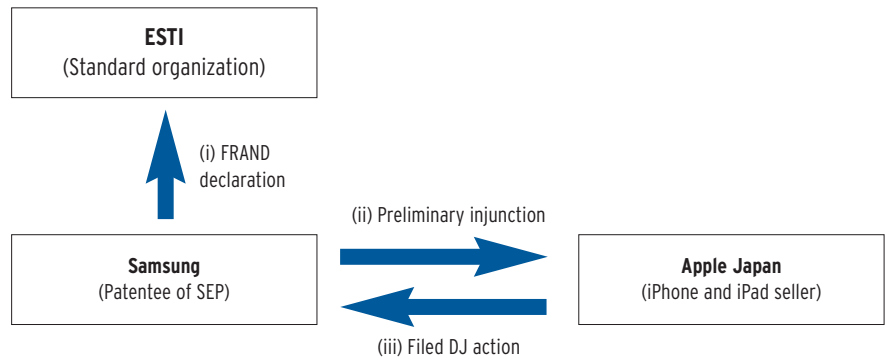 ESTI
(Standard organization)
(i) FRAND
declaration
(ii) Preliminary injunction
Samsung
(Patentee of SEP)
Apple Japan
(iPhone and iPad seller)
(iii) Filed DJ action